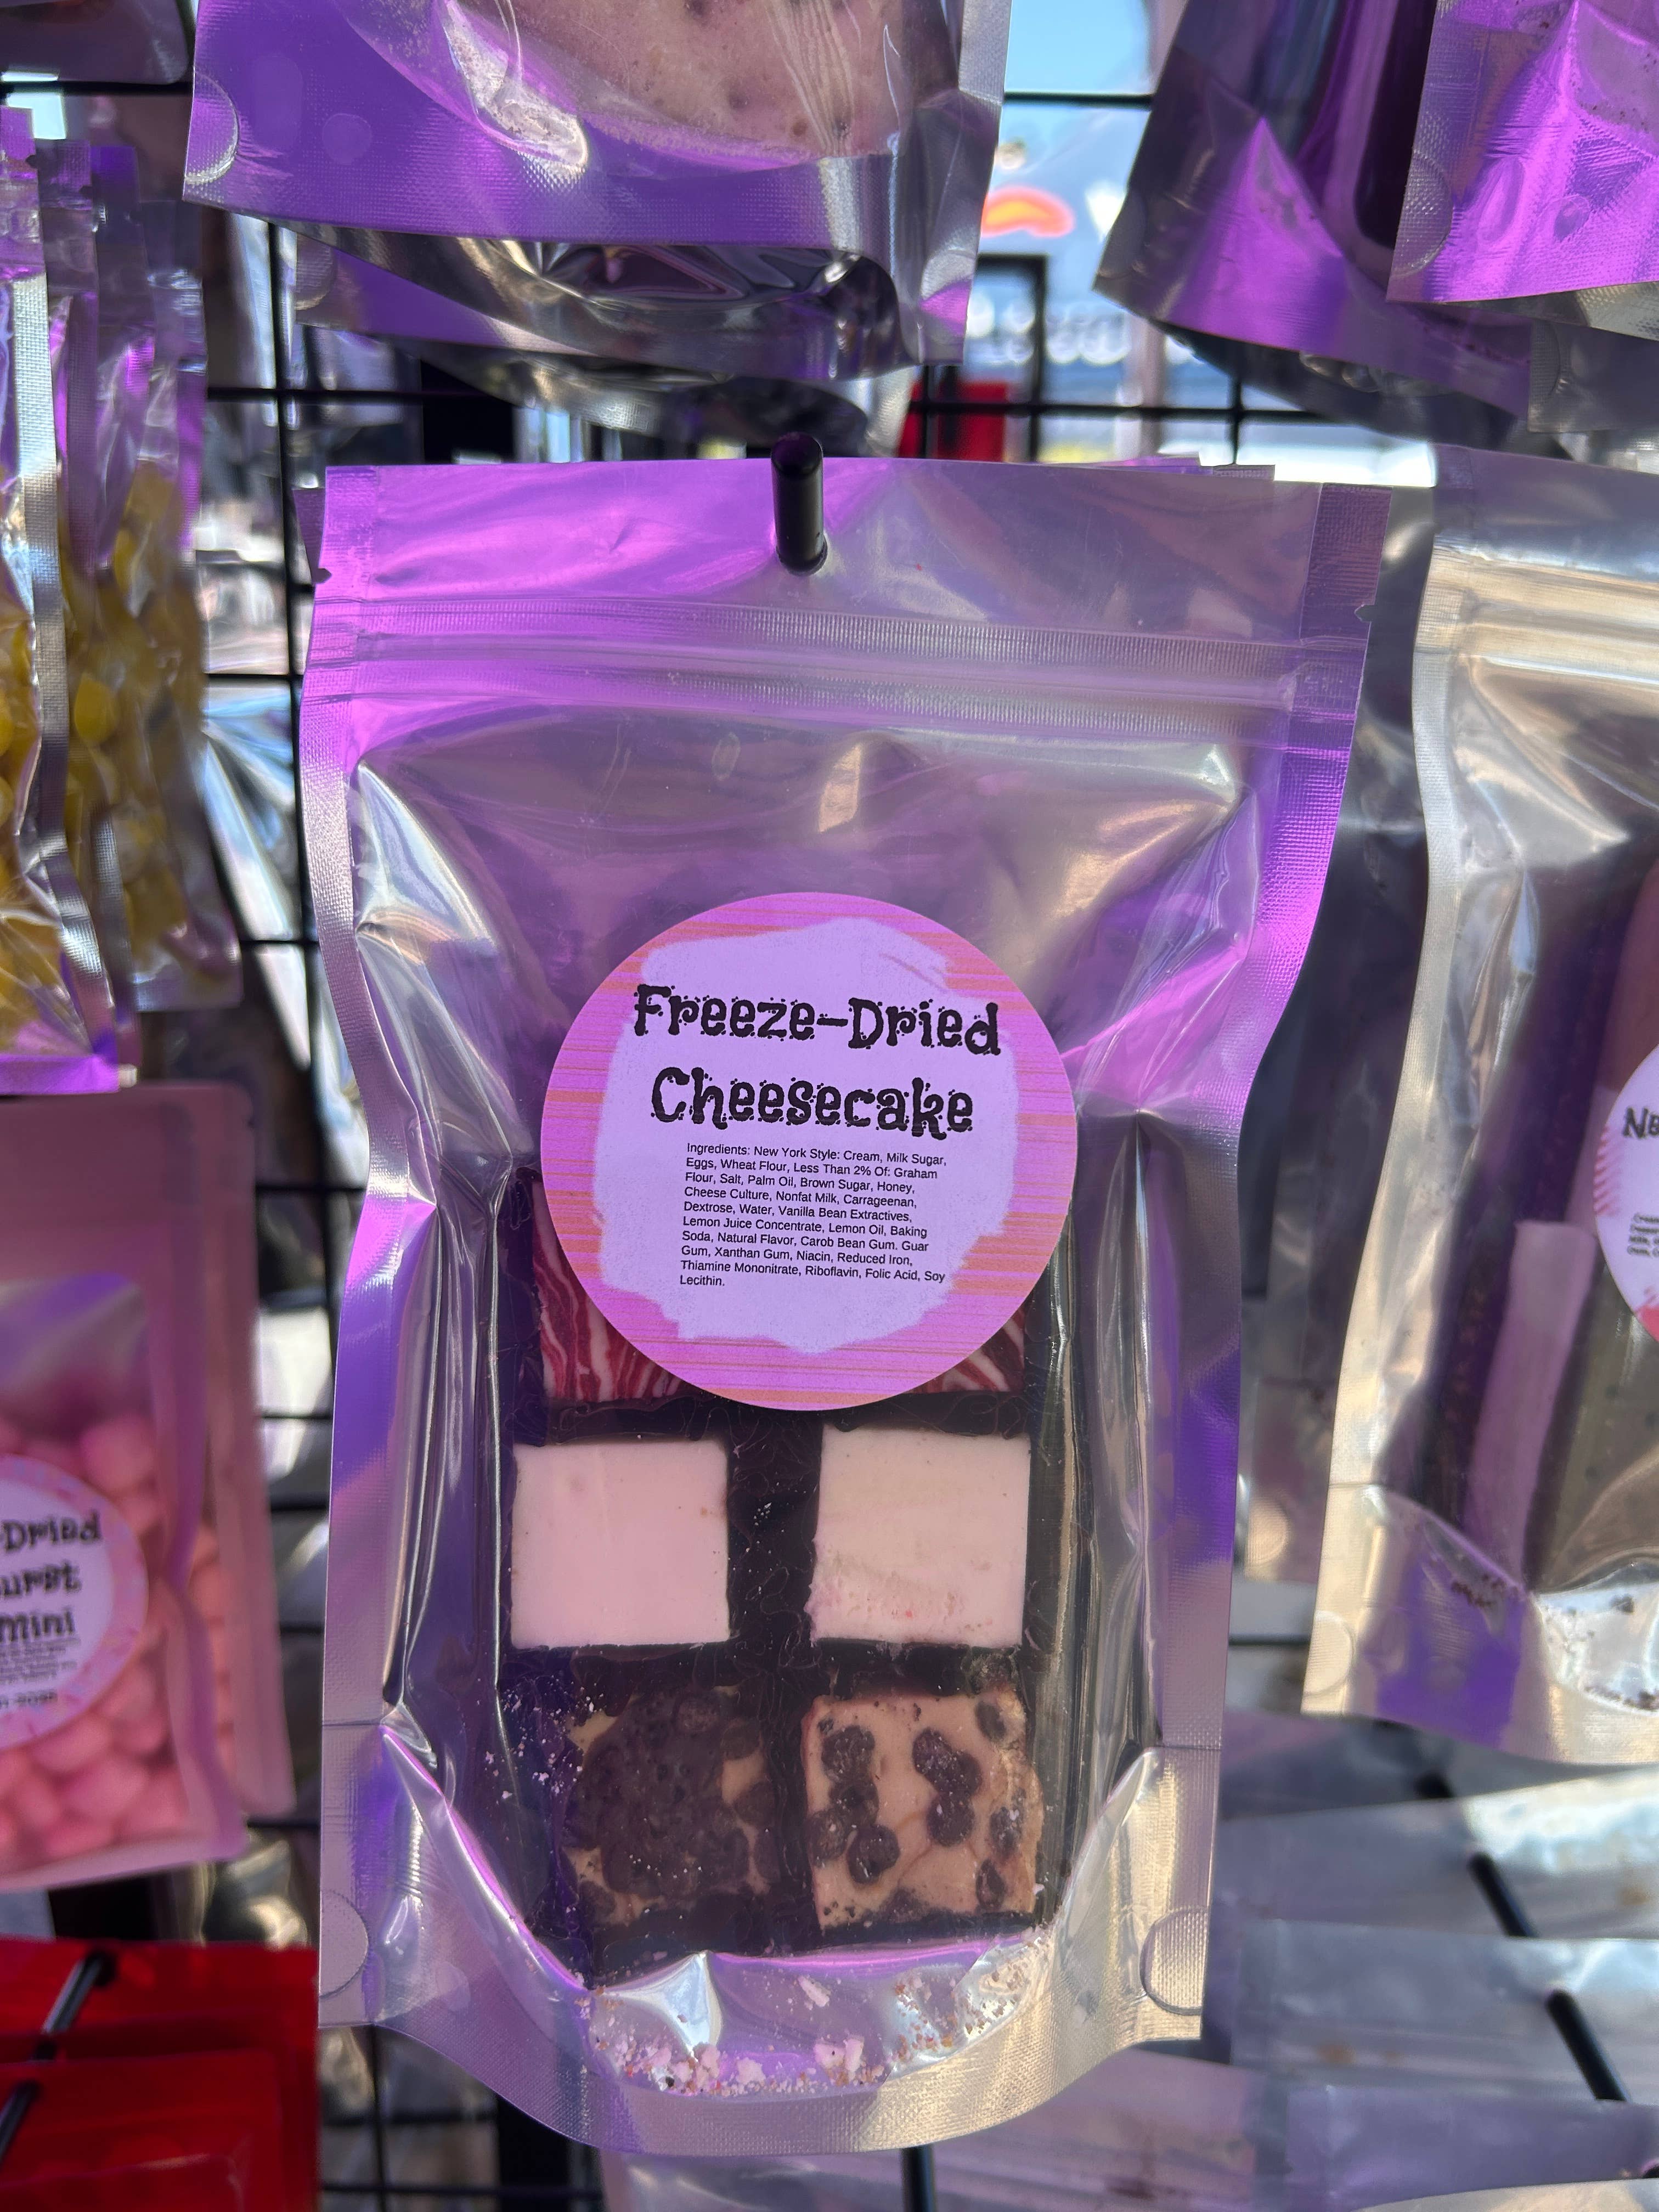 Freeze-Dried
Cheesecake
Ingredients: New York Style: Cream, Milk Sugar,
Eggs, Wheat Flour, Less Than 2% Of: Graham
Flour, Salt, Palm Oil, Brown Sugar, Honey,
Cheese Culture, Nonfat Milk, Carrageenan,
Dextrose, Water, Vanilla Bean Extractives,
Lemon Juice Concentrate, Lemon Oil, Baking
Soda, Natural Flavor, Carob Bean Gum. Guar
Gum, Xanthan Gum, Niacin, Reduced Iron,
Thiamine Mononitrate, Riboflavin, Folic Acid, Soy
Lecithin.
-Dried
urst
Mini